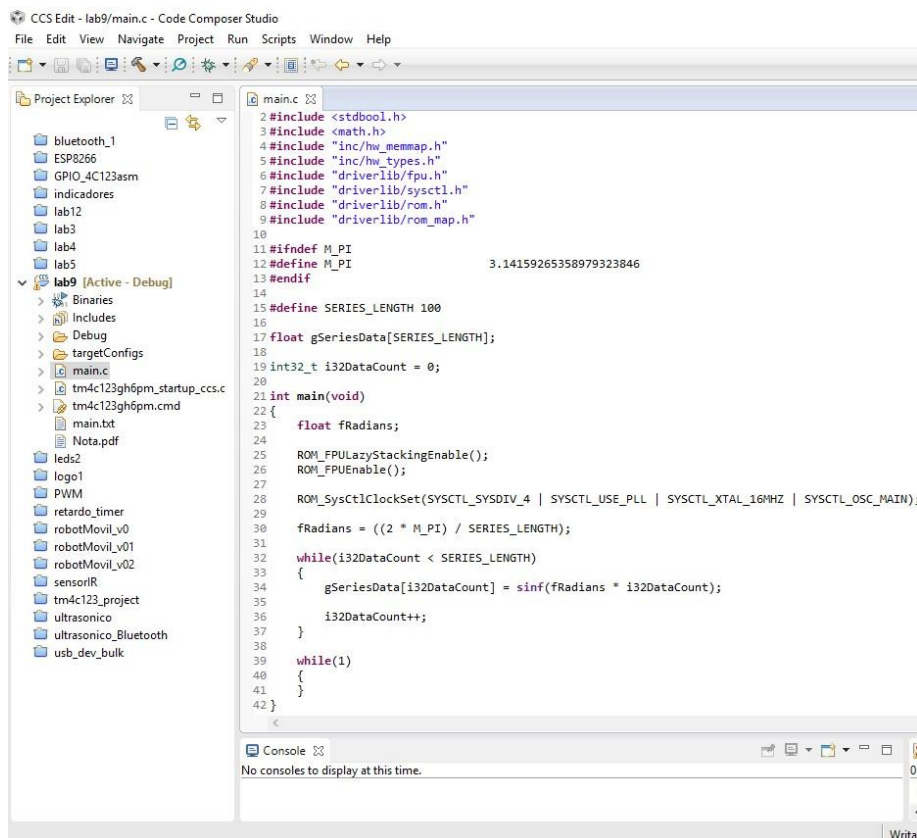 CCS Edit - lab9/main.c - Code Composer Studio
File Edit View Navigate Project Run Scripts Window Help
Project Explorer
bluetooth_1
ESP8266
GPIO_4C123asm
indicadores
lab12
lab3
lab4
lab5
lab9 [Active - Debug]
Binaries
Includes
Debug
targetConfigs
main.c
tm4c123gh6pm_startup_ccs.c
tm4c123gh6pm.cmd
main.txt
Nota.pdf
leds2
logo1
PWM
retardo_timer
robotMovil_v0
robotMovil_v01
robotMovil_v02
sensorIR
tm4c123_project
ultrasonico
ultrasonico_Bluetooth
usb_dev_bulk
main.c
2 #include <stdbool.h>
3 #include <math.h>
4 #include "inc/hw_memmap.h"
5 #include "inc/hw_types.h"
6 #include "driverlib/fpu.h"
7 #include "driverlib/sysctl.h"
8 #include "driverlib/rom.h"
9 #include "driverlib/rom_map.h"
10
11 #ifndef M_PI
12 #define M_PI 3.14159265358979323846
13 #endif
14
15 #define SERIES_LENGTH 100
16
17 float gSeriesData[SERIES_LENGTH];
18
19 int32_t i32DataCount = 0;
20
21 int main(void)
22 {
23 float fRadians;
24
25 ROM_FPULazyStackingEnable();
26 ROM_FPUEnable();
27
28 ROM_SysCtlClockSet(SYSCTL_SYSDIV_4 | SYSCTL_USE_PLL | SYSCTL_XTAL_16MHZ | SYSCTL_OSC_MAIN);
29
30 fRadians = ((2 * M_PI) / SERIES_LENGTH);
31
32 while(i32DataCount < SERIES_LENGTH)
33 {
34 gSeriesData[i32DataCount] = sinf(fRadians * i32DataCount);
35
36 i32DataCount++;
37 }
38
39 while(1)
40 {
41 }
42 }
Console
No consoles to display at this time.
0
Writa